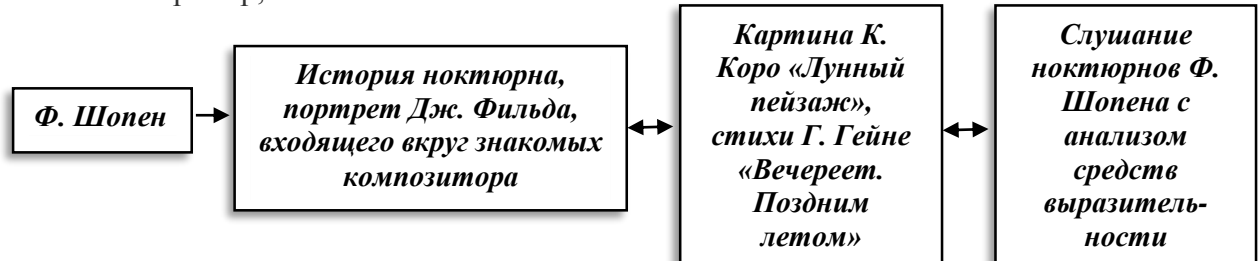 Ф. Шопен
История ноктюрна,
портрет Дж. Фильда,
входящего вкруг знакомых
композитора
Картина К.
Коро «Лунный
пейзаж»,
стихи Г. Гейне
«Вечереет.
Поздним
летом»
Слушание
ноктюрнов Ф.
Шопена с
анализом
средств
выразитель-
ности